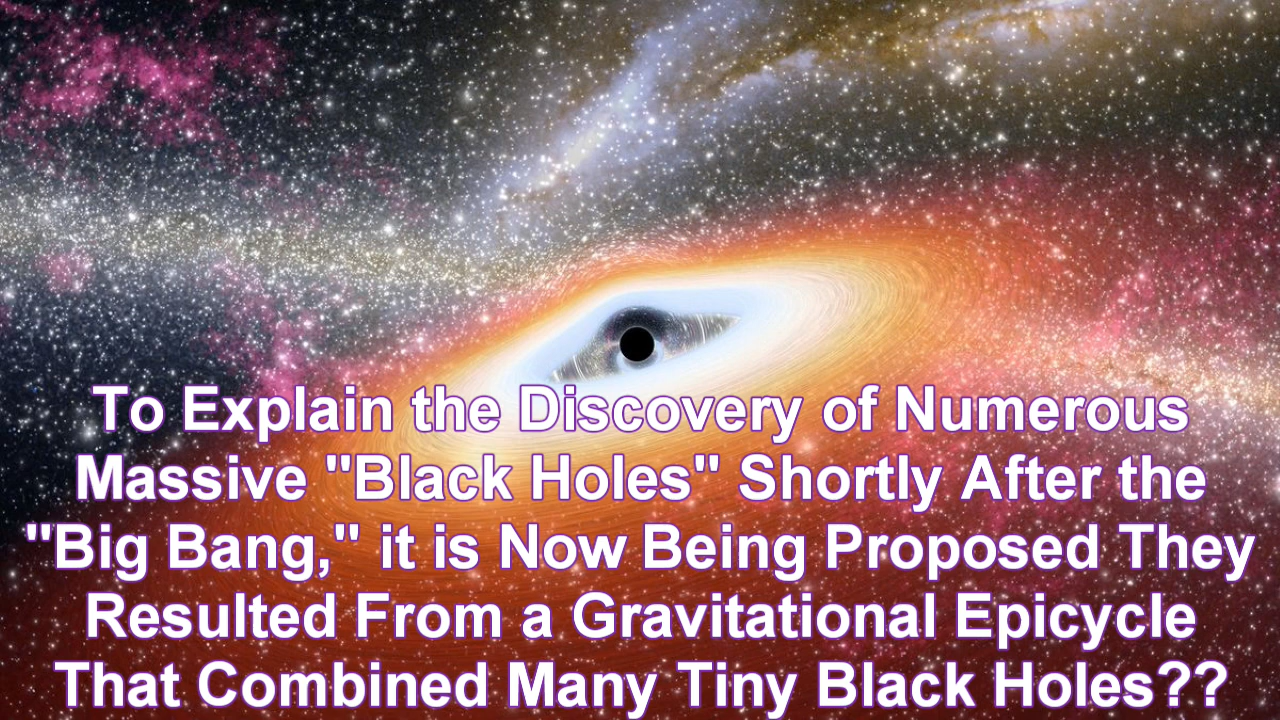 To Explain the Discovery of Numerous
Massive "Black Holes" Shortly After the
"Big Bang," it is Now Being Proposed They
Resulted From a Gravitational Epicycle
That Combined Many Tiny Black Holes??